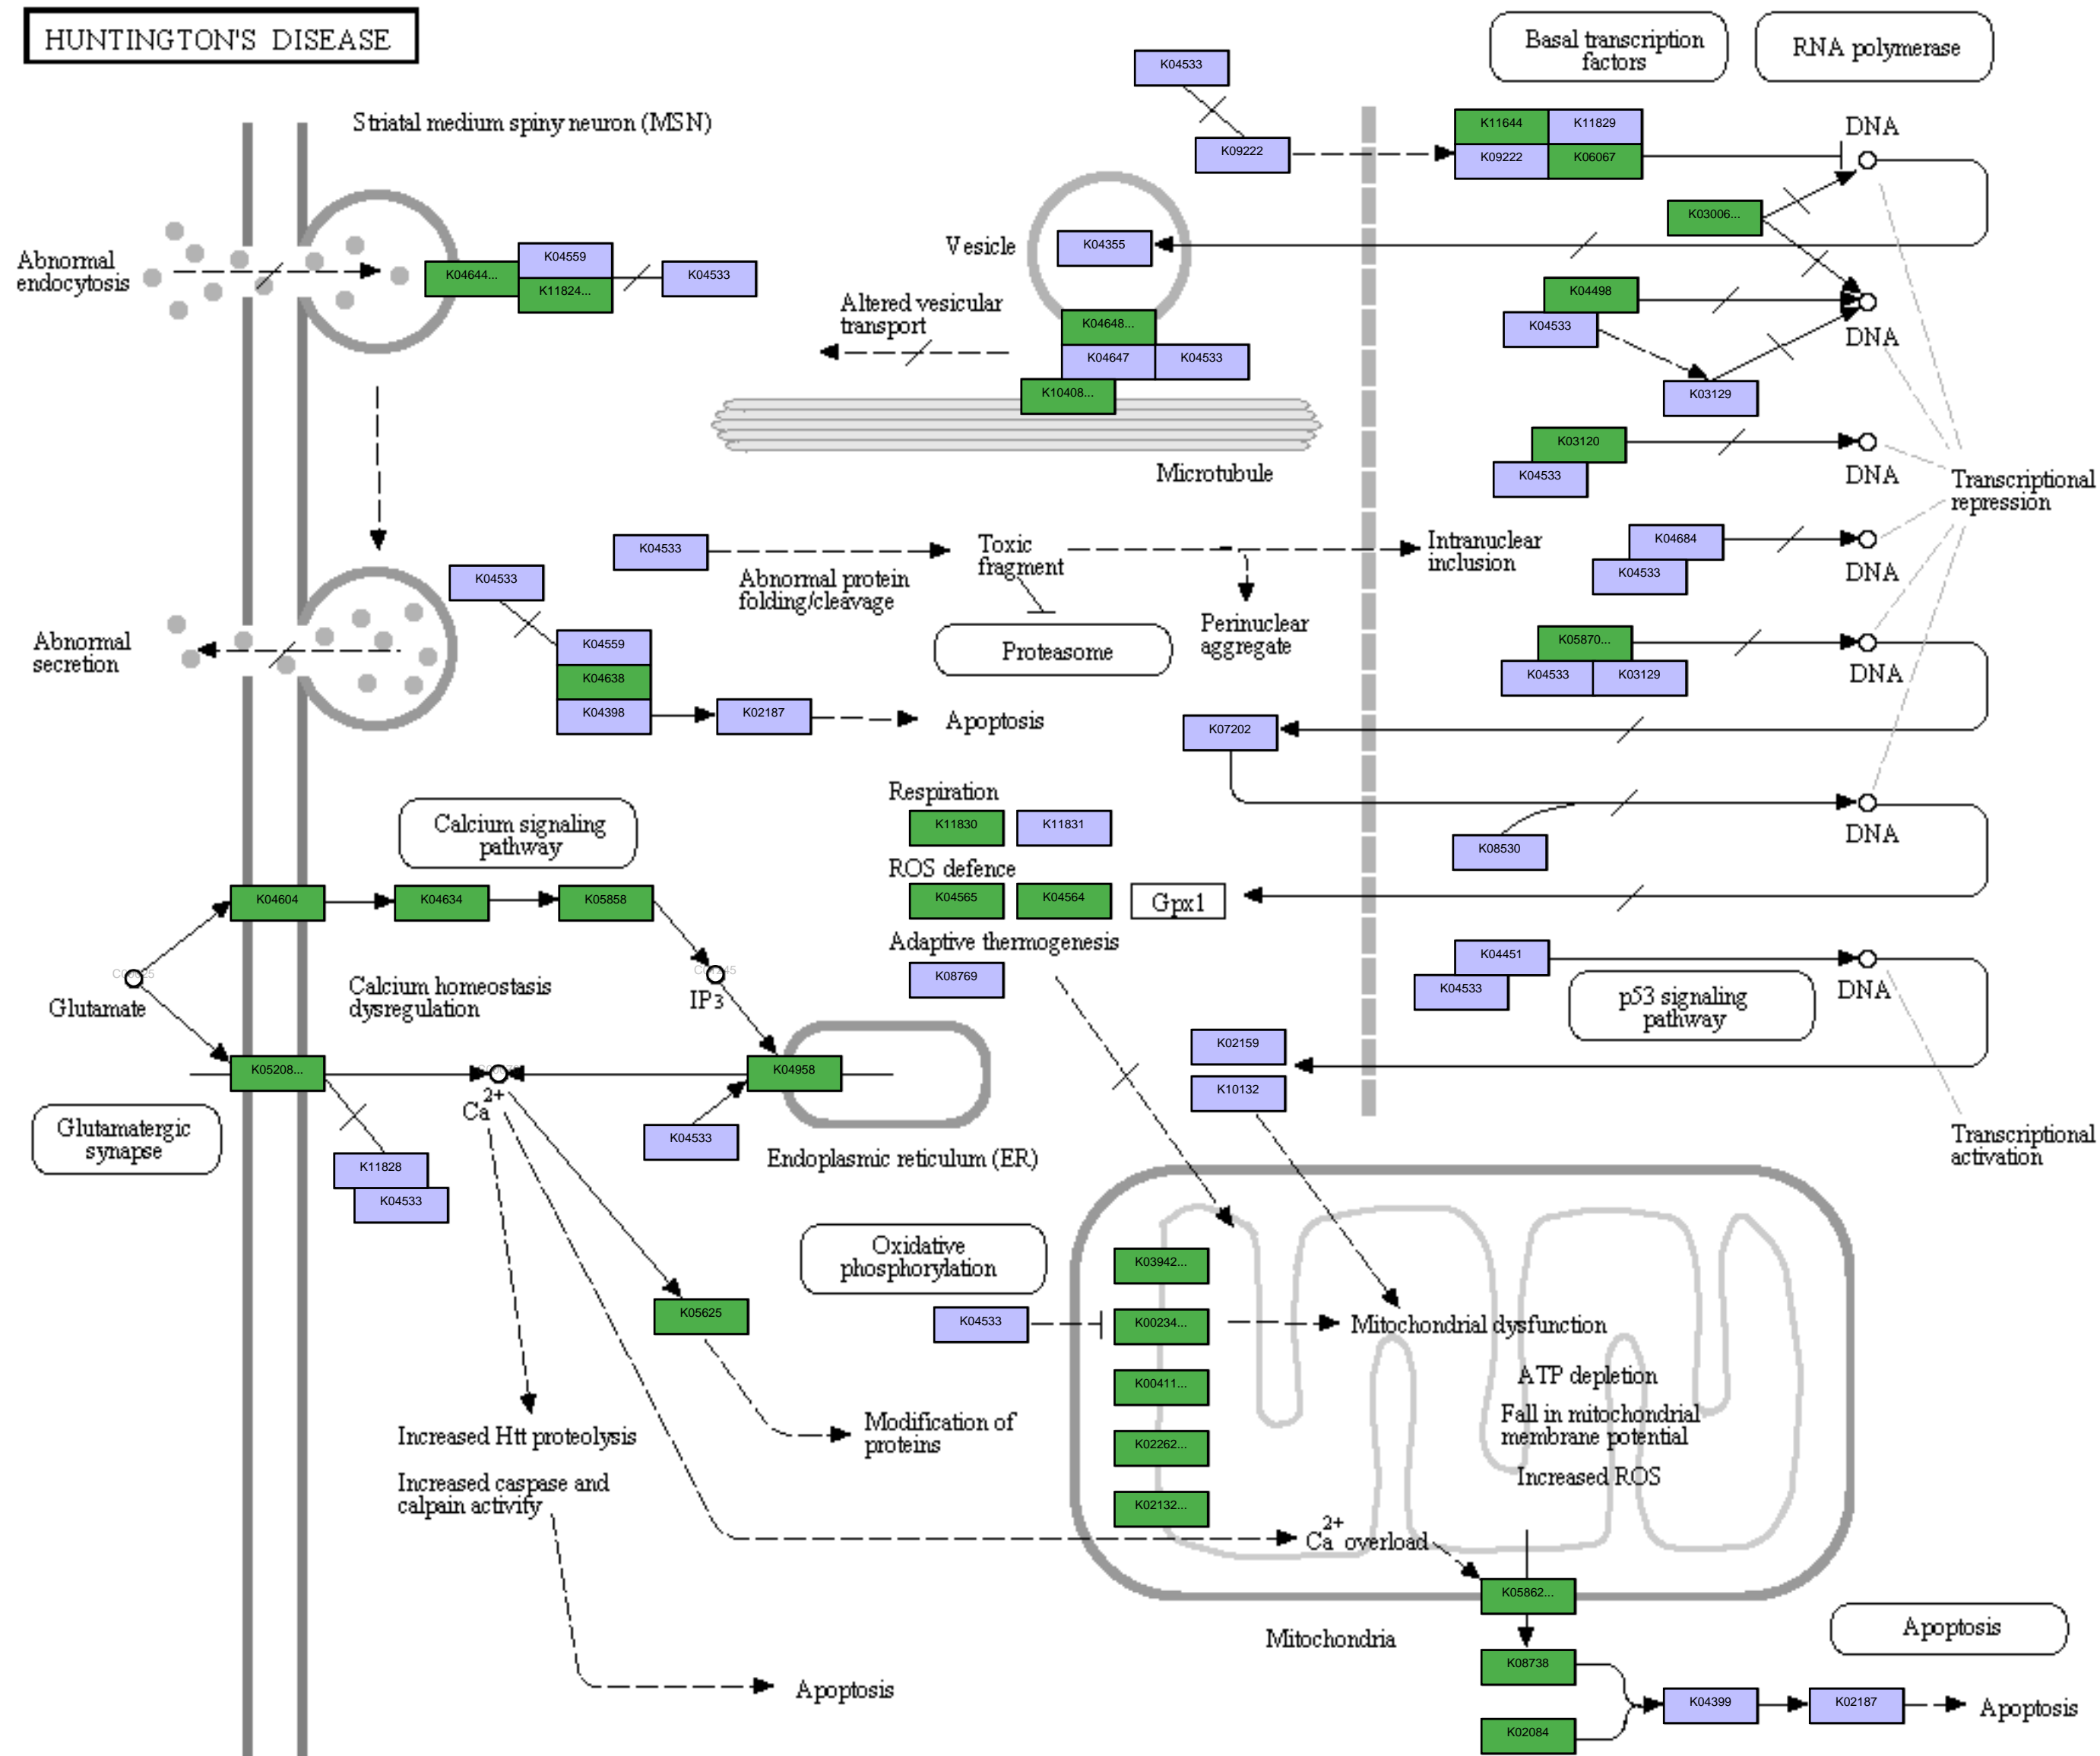 HUNTINGTON'S DISEASE
Basal transcription
factors
RNA polymerase
K04533
Striatal medium spiny neuron (MSN)
K11644
K11829
DNA
K09222
K09222
K06067
K03006...
Vesicle
K04355
Abnormal
endocytosis
K04644...
K04559
K11824...
K04533
Altered vesicular
transport
K04648...
K04647
K04533
K10408...
K04498
K04533
DNA
K03129
Microtubule
K03120
K04533
DNA
Transcriptional
repression
K04533
Abnormal protein
folding/cleavage
Toxic
fragment
Intranuclear
inclusion
K04684
K04533
DNA
Perinuclear
aggregate
Proteasome
K04533
Abnormal
secretion
K04559
K04638
K04398
K02187
Apoptosis
K05870...
K04533
K03129
DNA
K07202
Respiration
K11830
K11831
K08530
DNA
ROS defence
K04565
K04564
Gpx1
Adaptive thermogenesis
K08769
Calcium signaling
pathway
K04604
K04634
K05858
Glutamate
Calcium homeostasis
dysregulation
IP3
K04451
K04533
p53 signaling
pathway
DNA
K02159
K10132
Transcriptional
activation
K05208...
2+
Ca
K04958
K04533
Endoplasmic reticulum (ER)
Glutamatergic
synapse
K11828
K04533
Oxidative
phosphorylation
K05625
K04533
K03942...
K00234...
K00411...
K02262...
K02132...
Mitochondrial dysfunction
ATP depletion
Fall in mitochondrial
membrane potential
Increased ROS
Increased Htt proteolysis
Increased caspase and
calpain activity
Modification of
proteins
2+
Ca overload
K05862...
Mitochondria
Apoptosis
K08738
K02084
K04399
K02187
Apoptosis
Apoptosis